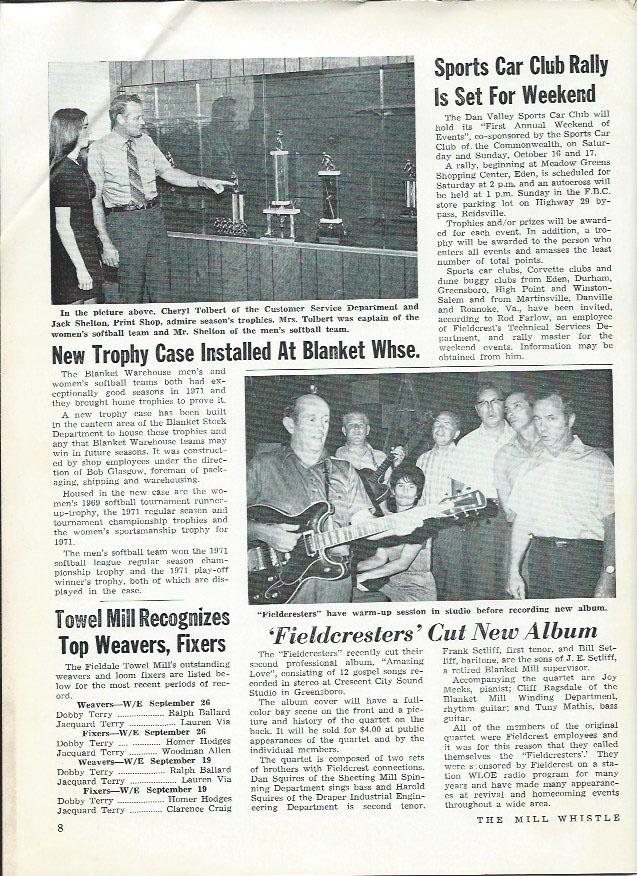 In the picture above, Cheryl Tolbert of the Customer Service Department and
Jack Shelton, Print Shop, admire season's trophies. Mrs. Tolbert was captain of the
women's softball team and Mr. Shelton of the men's softball team.
New Trophy Case Installed At Blanket Whse.
The Blanket Warehouse men's and
women's softball teams both had ex-
ceptionally good seasons in 1971 and
they brought home trophies to prove it.
A new trophy case has been built
in the canteen area of the Blanket Stock
Department to house these trophies and
any that Blanket Warehouse teams may
win in future seasons. It was construct-
ed by shop employees under the direc-
tion of Bob Glasgow, foreman of pack-
aging, shipping and warehousing.
Housed in the new case are the wo-
men's 1969 softball tournament runner-
up-trophy, the 1971 regular season and
tournament championship trophies and
the women's sportsmanship trophy for
1971.
The men's softball team won the 1971
softball league regular season cham-
pionship trophy and the 1971 play-off
winner's trophy, both of which are dis-
played in the case.
Towel Mill Recognizes
Top Weavers, Fixers
The Fieldale Towel Mill's outstanding
weavers and loom fixers are listed be-
low for the most recent periods of rec-
ord.
Weavers—W/E September 26
Dobby Terry .................. Ralph Ballard
Jacquard Terry .................. Lauren Via
Fixers—W/E September 26
Dobby Terry .... ............ Homer Hodges
Jacquard Terry ............ Woodman Allen
Weavers—W/E September 19
Dobby Terry .................. Ralph Ballard
Jacquard Terry .................. Lauren Via
Fixers—W/E September 19
Dobby Terry .................. Homer Hodges
Jacquard Terry ............... Clarence Craig
8
Sports Car Club Rally
Is Set For Weekend
The Dan Valley Sports Car Club will
hold its "First Annual Weekend of
Events", co-sponsored by the Sports Car
Club of the Commonwealth, on Satur-
day and Sunday, October 16 and 17.
A rally, beginning at Meadow Greens
Shopping Center, Eden, is scheduled for
Saturday at 2 p.m. and an autocross will
be held at 1 p.m. Sunday in the F.B.C.
store parking lot on Highway 29 by-
pass, Reidsville.
Trophies and/or prizes will be award-
ed for each event. In addition, a tro-
phy will be awarded to the person who
enters all events and amasses the least
number of total points.
Sports car clubs, Corvette clubs and
dune buggy clubs from Eden, Durham,
Greensboro, High Point and Winston-
Salem and from Martinsville, Danville
and Roanoke, Va., have been invited,
according to Rod Farlow, an employee
of Fieldcrest's Technical Services De-
partment, and rally master for the
weekend events. Information may be
obtained from him.
"Fieldcresters" have warm-up session in studio before recording new album.
'Fieldcresters' Cut New Album
The "Fieldcresters" recently cut their
second professional album, "Amazing
Love", consisting of 12 gospel songs re-
corded in stereo at Crescent City Sound
Studio in Greensboro.
The album cover will have a full-
color bay scene on the front and a pic-
ture and history of the quartet on the
back. It will be sold for $4.00 at public
appearances of the quartet and by the
individual members.
The quartet is composed of two sets
of brothers with Fieldcrest connections.
Dan Squires of the Sheeting Mill Spin-
ning Department sings bass and Harold
Squires of the Draper Industrial Engin-
eering Department is second tenor.
Frank Setliff, first tenor, and Bill Set-
liff, baritone, are the sons of J. E. Setliff,
a retired Blanket Mill supervisor.
Accompanying the quartet are Joy
Meeks, pianist; Cliff Ragsdale of the
Blanket Mill Winding Department,
rhythm guitar; and Tuny Mathis, bass
guitar.
All of the members of the original
quartet were Fieldcrest employees and
it was for this reason that they called
themselves the "Fieldcresters". They
were sponsored by Fieldcrest on a sta-
tion WLOE radio program for many
years and have made many appearanc-
es at revival and homecoming events
throughout a wide area.
THE MILL WHISTLE